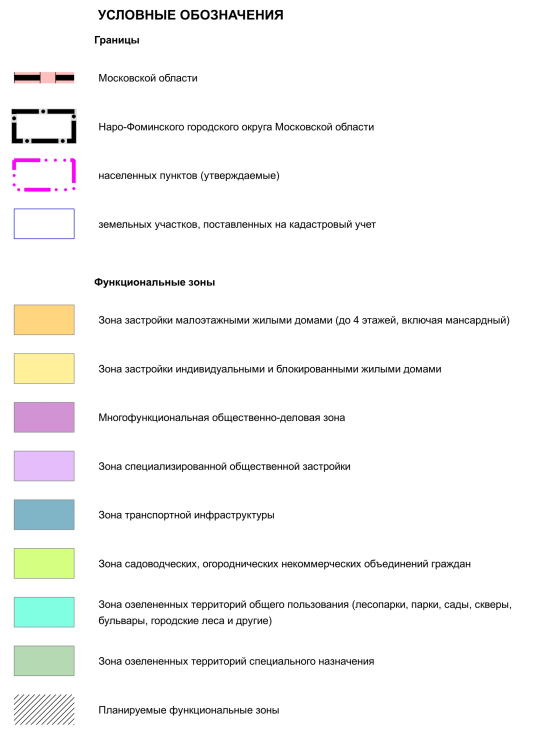 УСЛОВНЫЕ ОБОЗНАЧЕНИЯ
Границы
Московской области
Наро-Фоминского городского округа Московской области
населенных пунктов (утверждаемые)
земельных участков, поставленных на кадастровый учет
Функциональные зоны
Зона застройки малоэтажными жилыми домами (до 4 этажей, включая мансардный)
Зона застройки индивидуальными и блокированными жилыми домами
Многофункциональная общественно-деловая зона
Зона специализированной общественной застройки
Зона транспортной инфраструктуры
Зона садоводческих, огороднических некоммерческих объединений граждан
Зона озелененных территорий общего пользования (лесопарки, парки, сады, скверы,
бульвары, городские леса и другие)
Зона озелененных территорий специального назначения
Планируемые функциональные зоны